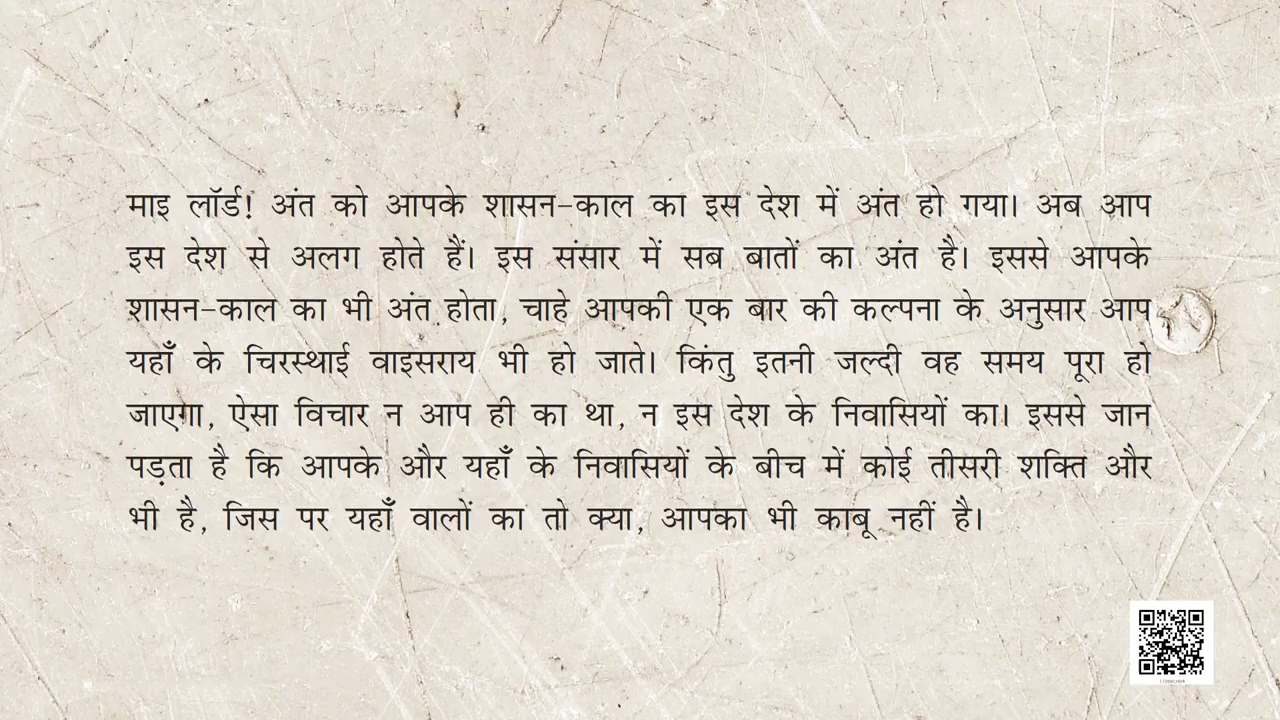 माइ लॉर्ड! अंत को आपके शासन-काल का इस देश में अंत हो गया। अब आप
इस देश से अलग होते हैं। इस संसार में सब बातों का अंत है। इससे आपके
शासन-काल का भी अंत होता, चाहे आपकी एक बार की कल्पना के अनुसार आप
यहाँ के चिरस्थाई वाइसराय भी हो जाते। किंतु इतनी जल्दी वह समय पूरा हो
जाएगा, ऐसा विचार न आप ही का था, न इस देश के निवासियों का। इससे जान
पड़ता है कि आपके और यहाँ के निवासियों के बीच में कोई तीसरी शक्ति और
भी है, जिस पर यहाँ वालों का तो क्या, आपका भी काबू नहीं है।